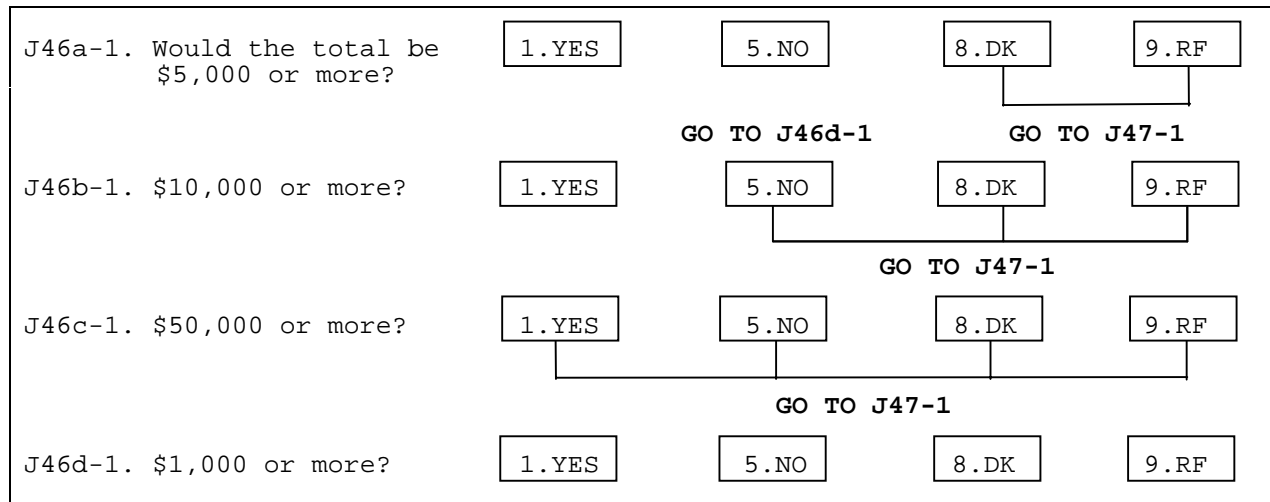 J46a-1. Would the total be 1.YES 5.NO 8.DK 9.RF
$5,000 or more?
GO TO J46d-1 GO TO J47-1
J46b-1. $10,000 or more? 1.YES 5.NO 8.DK 9.RF
GO TO J47-1
J46c-1. $50,000 or more? 1.YES 5.NO 8.DK 9.RF
GO TO J47-1
J46d-1. $1,000 or more? 1.YES 5.NO 8.DK 9.RF